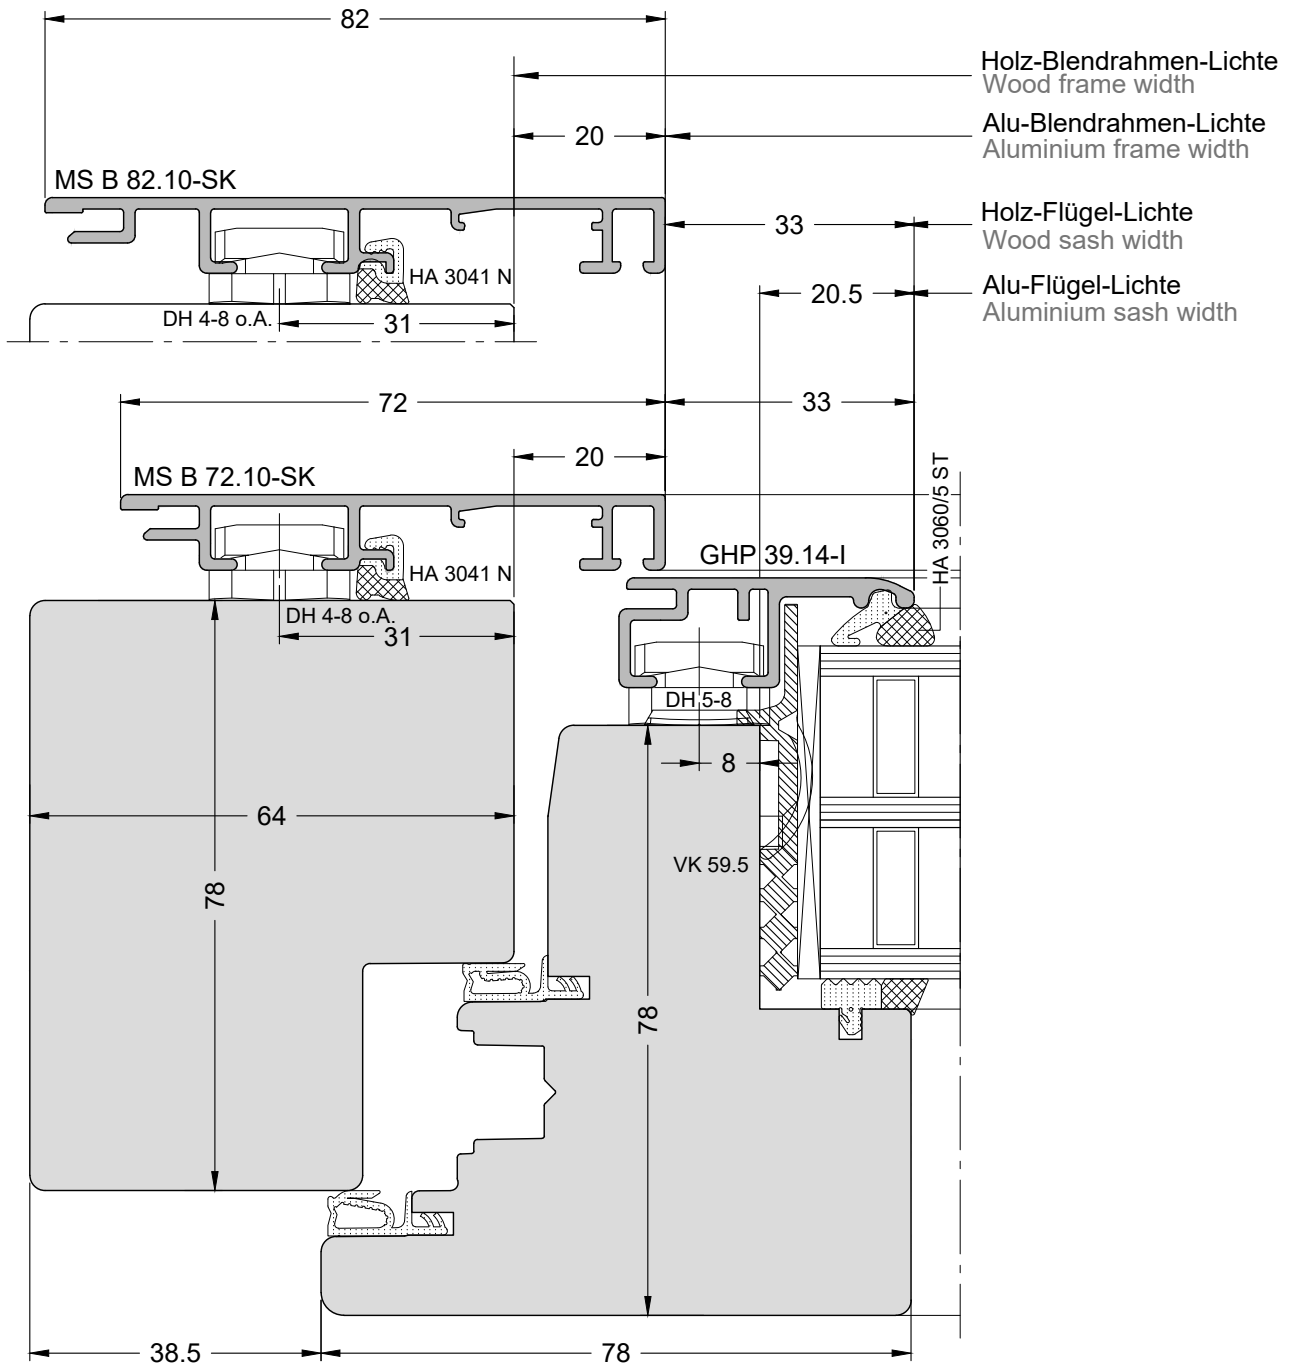 82
Holz-Blendrahmen-Lichte
Wood frame width
20
Alu-Blendrahmen-Lichte
Aluminium frame width
MS B 82.10-SK
33
Holz-Flügel-Lichte
Wood sash width
HA 3041 N
20.5
Alu-Flügel-Lichte
Aluminium sash width
DH 4-8 o.A.
31
72
33
20
MS B 72.10-SK
HA 3060/5 ST
GHP 39.14-I
HA 3041 N
DH 4-8 o.A.
31
DH 5-8
8
64
VK 59.5
78
78
38.5
78